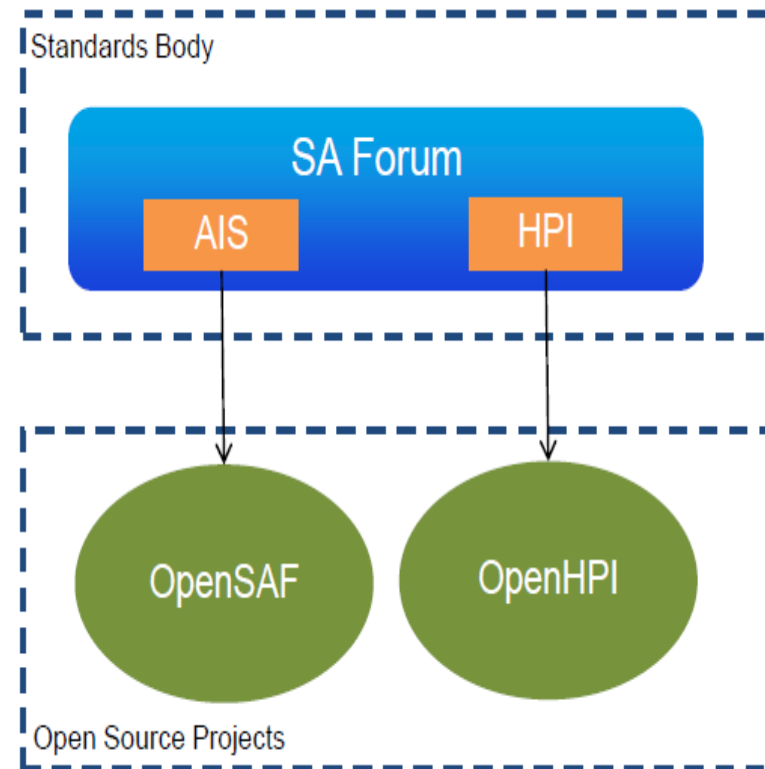 Standards Body
SA Forum
AIS
HPI
OpenSAF
OpenHPI
Open Source Projects